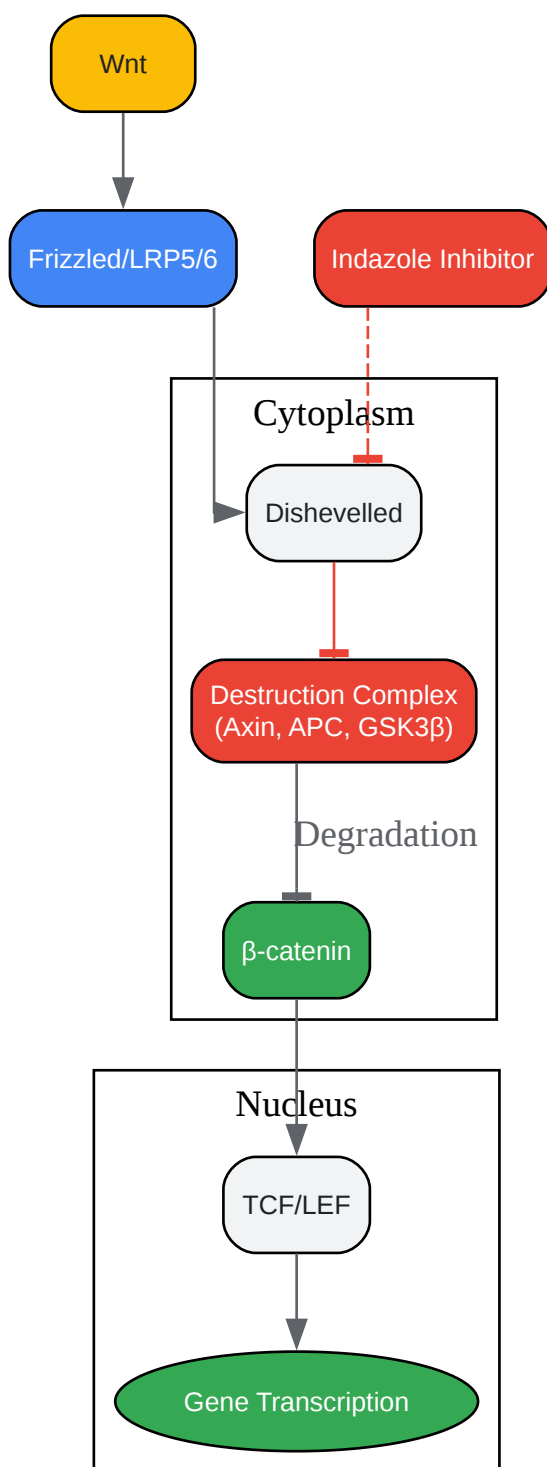 Wnt
Frizzled/LRP5/6
Indazole Inhibitor
Cytoplasm
Dishevelled
Destruction Complex
(Axin, APC, GSK3β)
Degradation
β-catenin
Nucleus
TCF/LEF
Gene Transcription